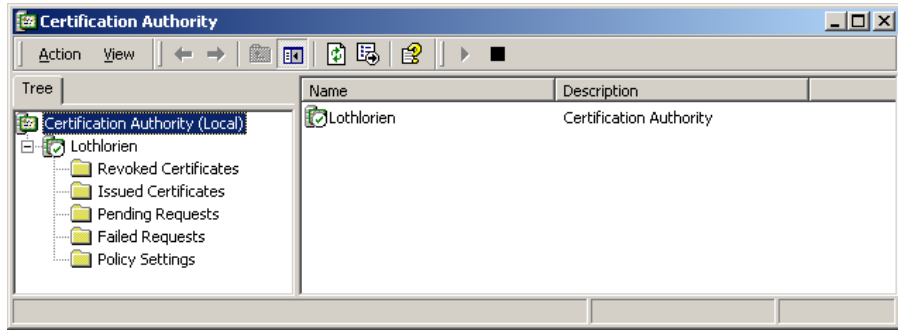 Certification Authority
Action View
Tree
Name Description
Certification Authority (Local)
Lothlorien Certification Authority
Lothlorien
Revoked Certificates
Issued Certificates
Pending Requests
Failed Requests
Policy Settings